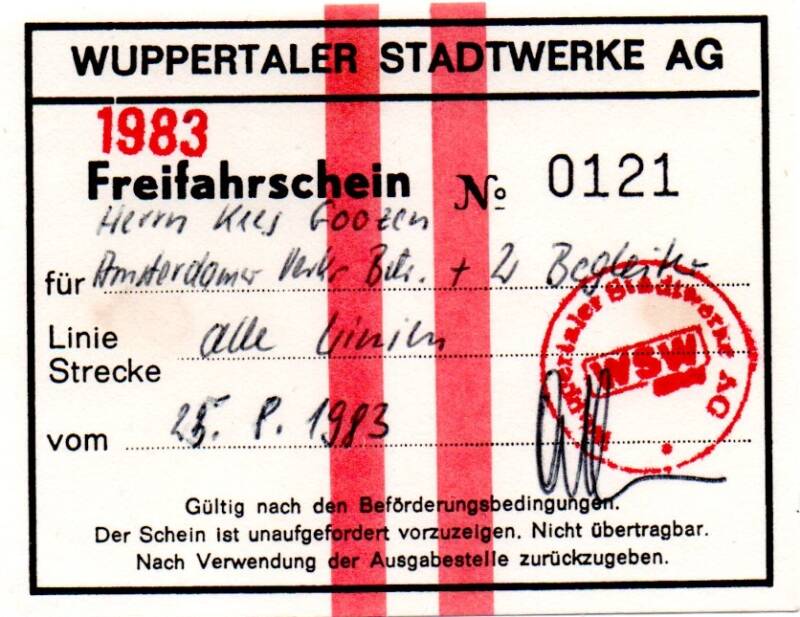 WUPPERTALER STADTWERKE AG
1983
Freifahrschein № 0121
Herrn Kees Goozen
für Amsterdamer Verk. Betr. + 2 Begleiter
Linie
Strecke alle Linien
vom 25. 8. 1983
Wuppertaler Stadtwerke AG
WSW
Gültig nach den Beförderungsbedingungen.
Der Schein ist unaufgefordert vorzuzeigen. Nicht übertragbar.
Nach Verwendung der Ausgabestelle zurückzugeben.